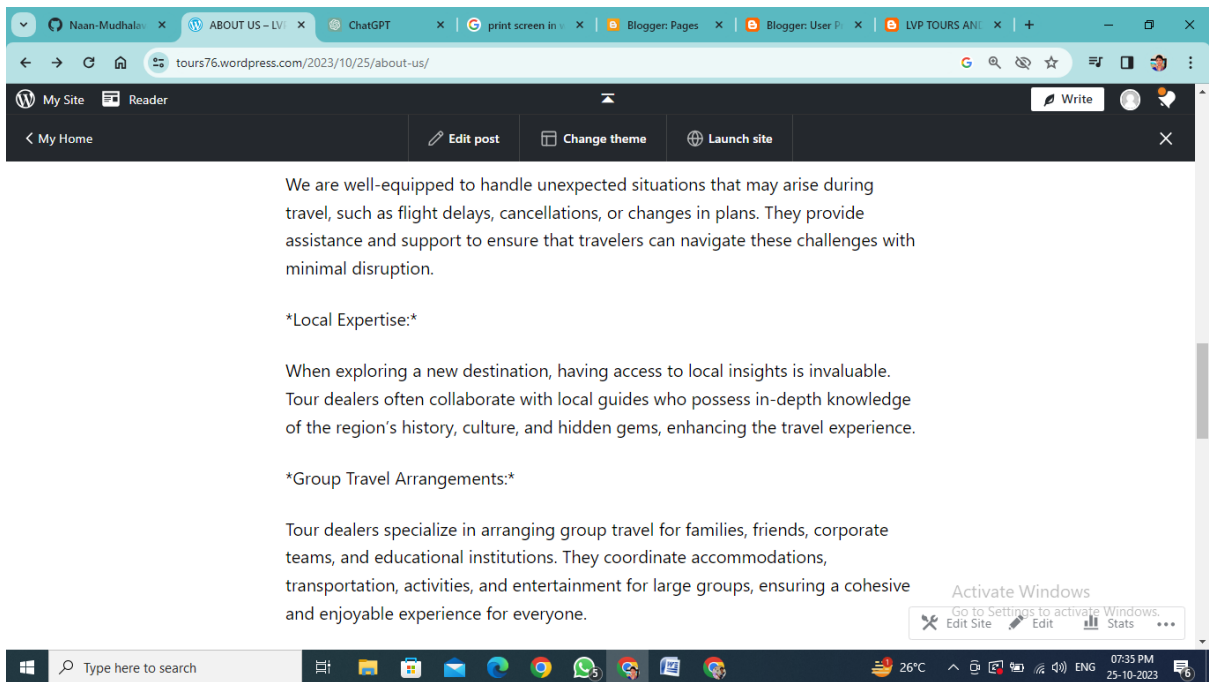 Naan-Mudhalav
ABOUT US – LVP
ChatGPT
print screen in v
Blogger: Pages
Blogger: User Pr
LVP TOURS AND
tours76.wordpress.com/2023/10/25/about-us/
My Site
Reader
Write
My Home
Edit post
Change theme
Launch site
We are well-equipped to handle unexpected situations that may arise during
travel, such as flight delays, cancellations, or changes in plans. They provide
assistance and support to ensure that travelers can navigate these challenges with
minimal disruption.
*Local Expertise:*
When exploring a new destination, having access to local insights is invaluable.
Tour dealers often collaborate with local guides who possess in-depth knowledge
of the region’s history, culture, and hidden gems, enhancing the travel experience.
*Group Travel Arrangements:*
Tour dealers specialize in arranging group travel for families, friends, corporate
teams, and educational institutions. They coordinate accommodations,
transportation, activities, and entertainment for large groups, ensuring a cohesive
and enjoyable experience for everyone.
Activate Windows
Go to Settings to activate Windows.
Edit Site
Edit
Stats
Type here to search
5
26°C
ENG
07:35 PM
25-10-2023
6